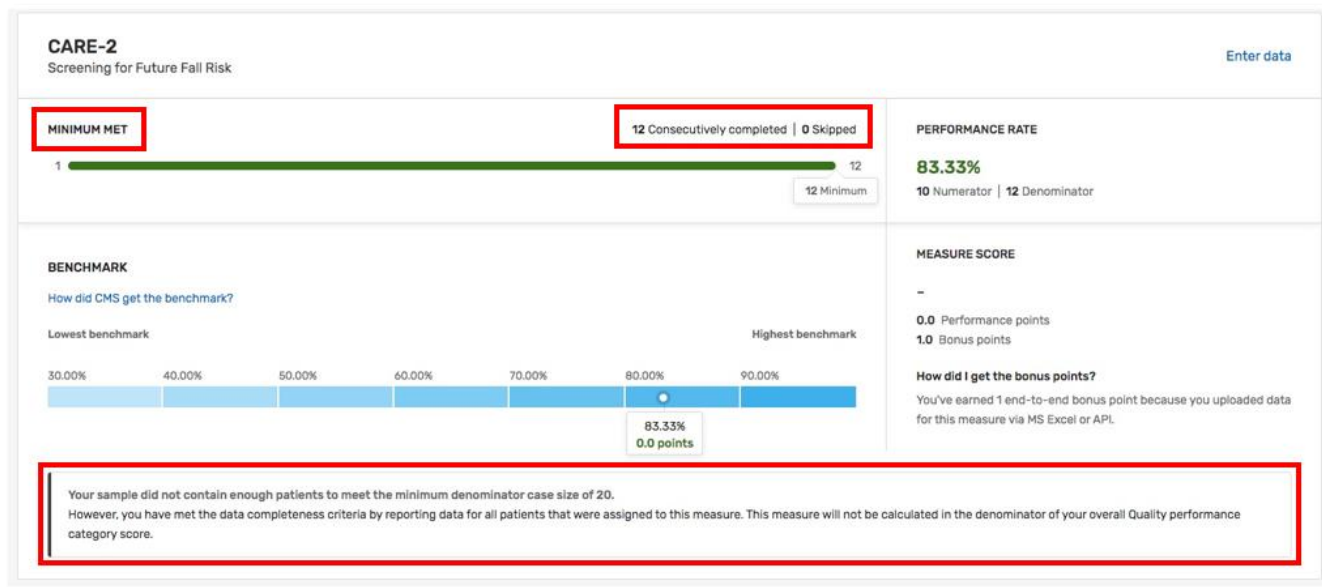 CARE-2
Screening for Future Fall Risk
Enter data
MINIMUM MET
12 Consecutively completed | 0 Skipped
1
12
12 Minimum
PERFORMANCE RATE
83.33%
10 Numerator | 12 Denominator
BENCHMARK
How did CMS get the benchmark?
Lowest benchmark
Highest benchmark
30.00% 40.00% 50.00% 60.00% 70.00% 80.00% 90.00%
83.33%
0.0 points
MEASURE SCORE
–
0.0 Performance points
1.0 Bonus points
How did I get the bonus points?
You've earned 1 end-to-end bonus point because you uploaded data
for this measure via MS Excel or API.
Your sample did not contain enough patients to meet the minimum denominator case size of 20.
However, you have met the data completeness criteria by reporting data for all patients that were assigned to this measure. This measure will not be calculated in the denominator of your overall Quality performance
category score.